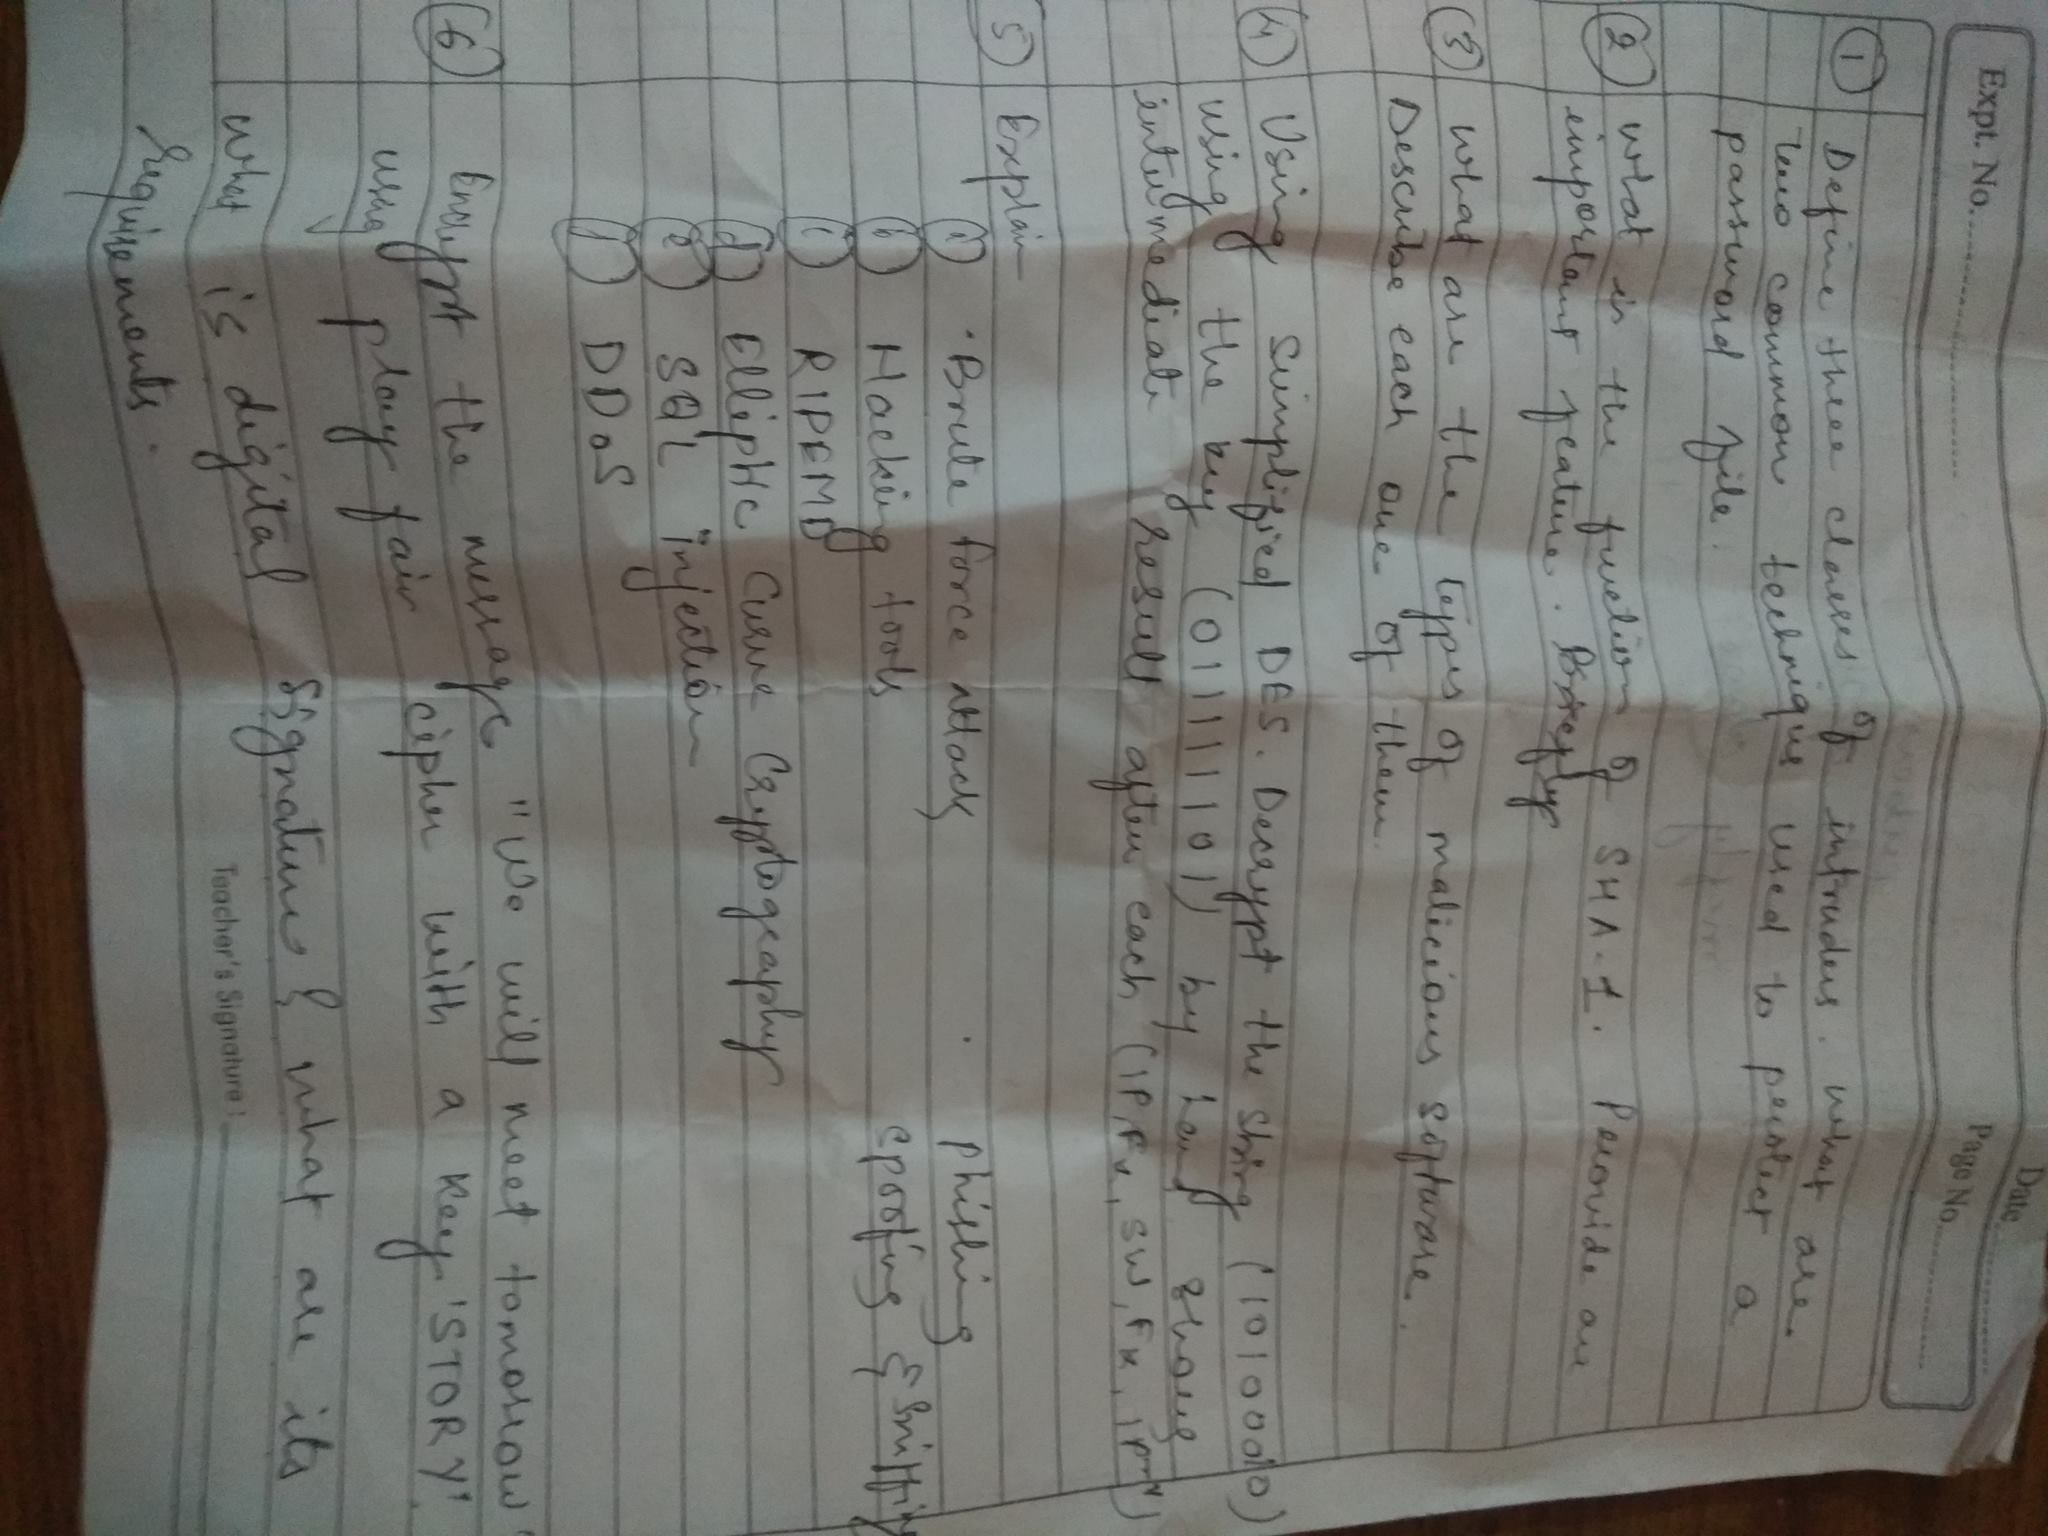 Date
Expt. No.
Page No.
1 Define three classes of intruders. What are
two common technique used to protect a
password file.
2 What is the function of SHA-1. Provide an
important feature. Briefly
3 What are the types of malicious software.
Describe each one of them.
4 Using Simplified DES. Decrypt the string (10100010)
using the key (0111111101) by hand. Show
intermediate result after each (IP, Fk, SW, Fk, IP⁻¹)
5 Explain
a Brute force attack . Phishing
b Hacking tools Spoofing & Sniffing
c RIPEMD
d Elliptic Curve Cryptography
e SQL injection
f DDoS
6 Encrypt the message "We will meet tomorrow"
using play fair cipher with a key 'STORY'.
What is digital signature & what are its
Teacher's Signature :
requirements.